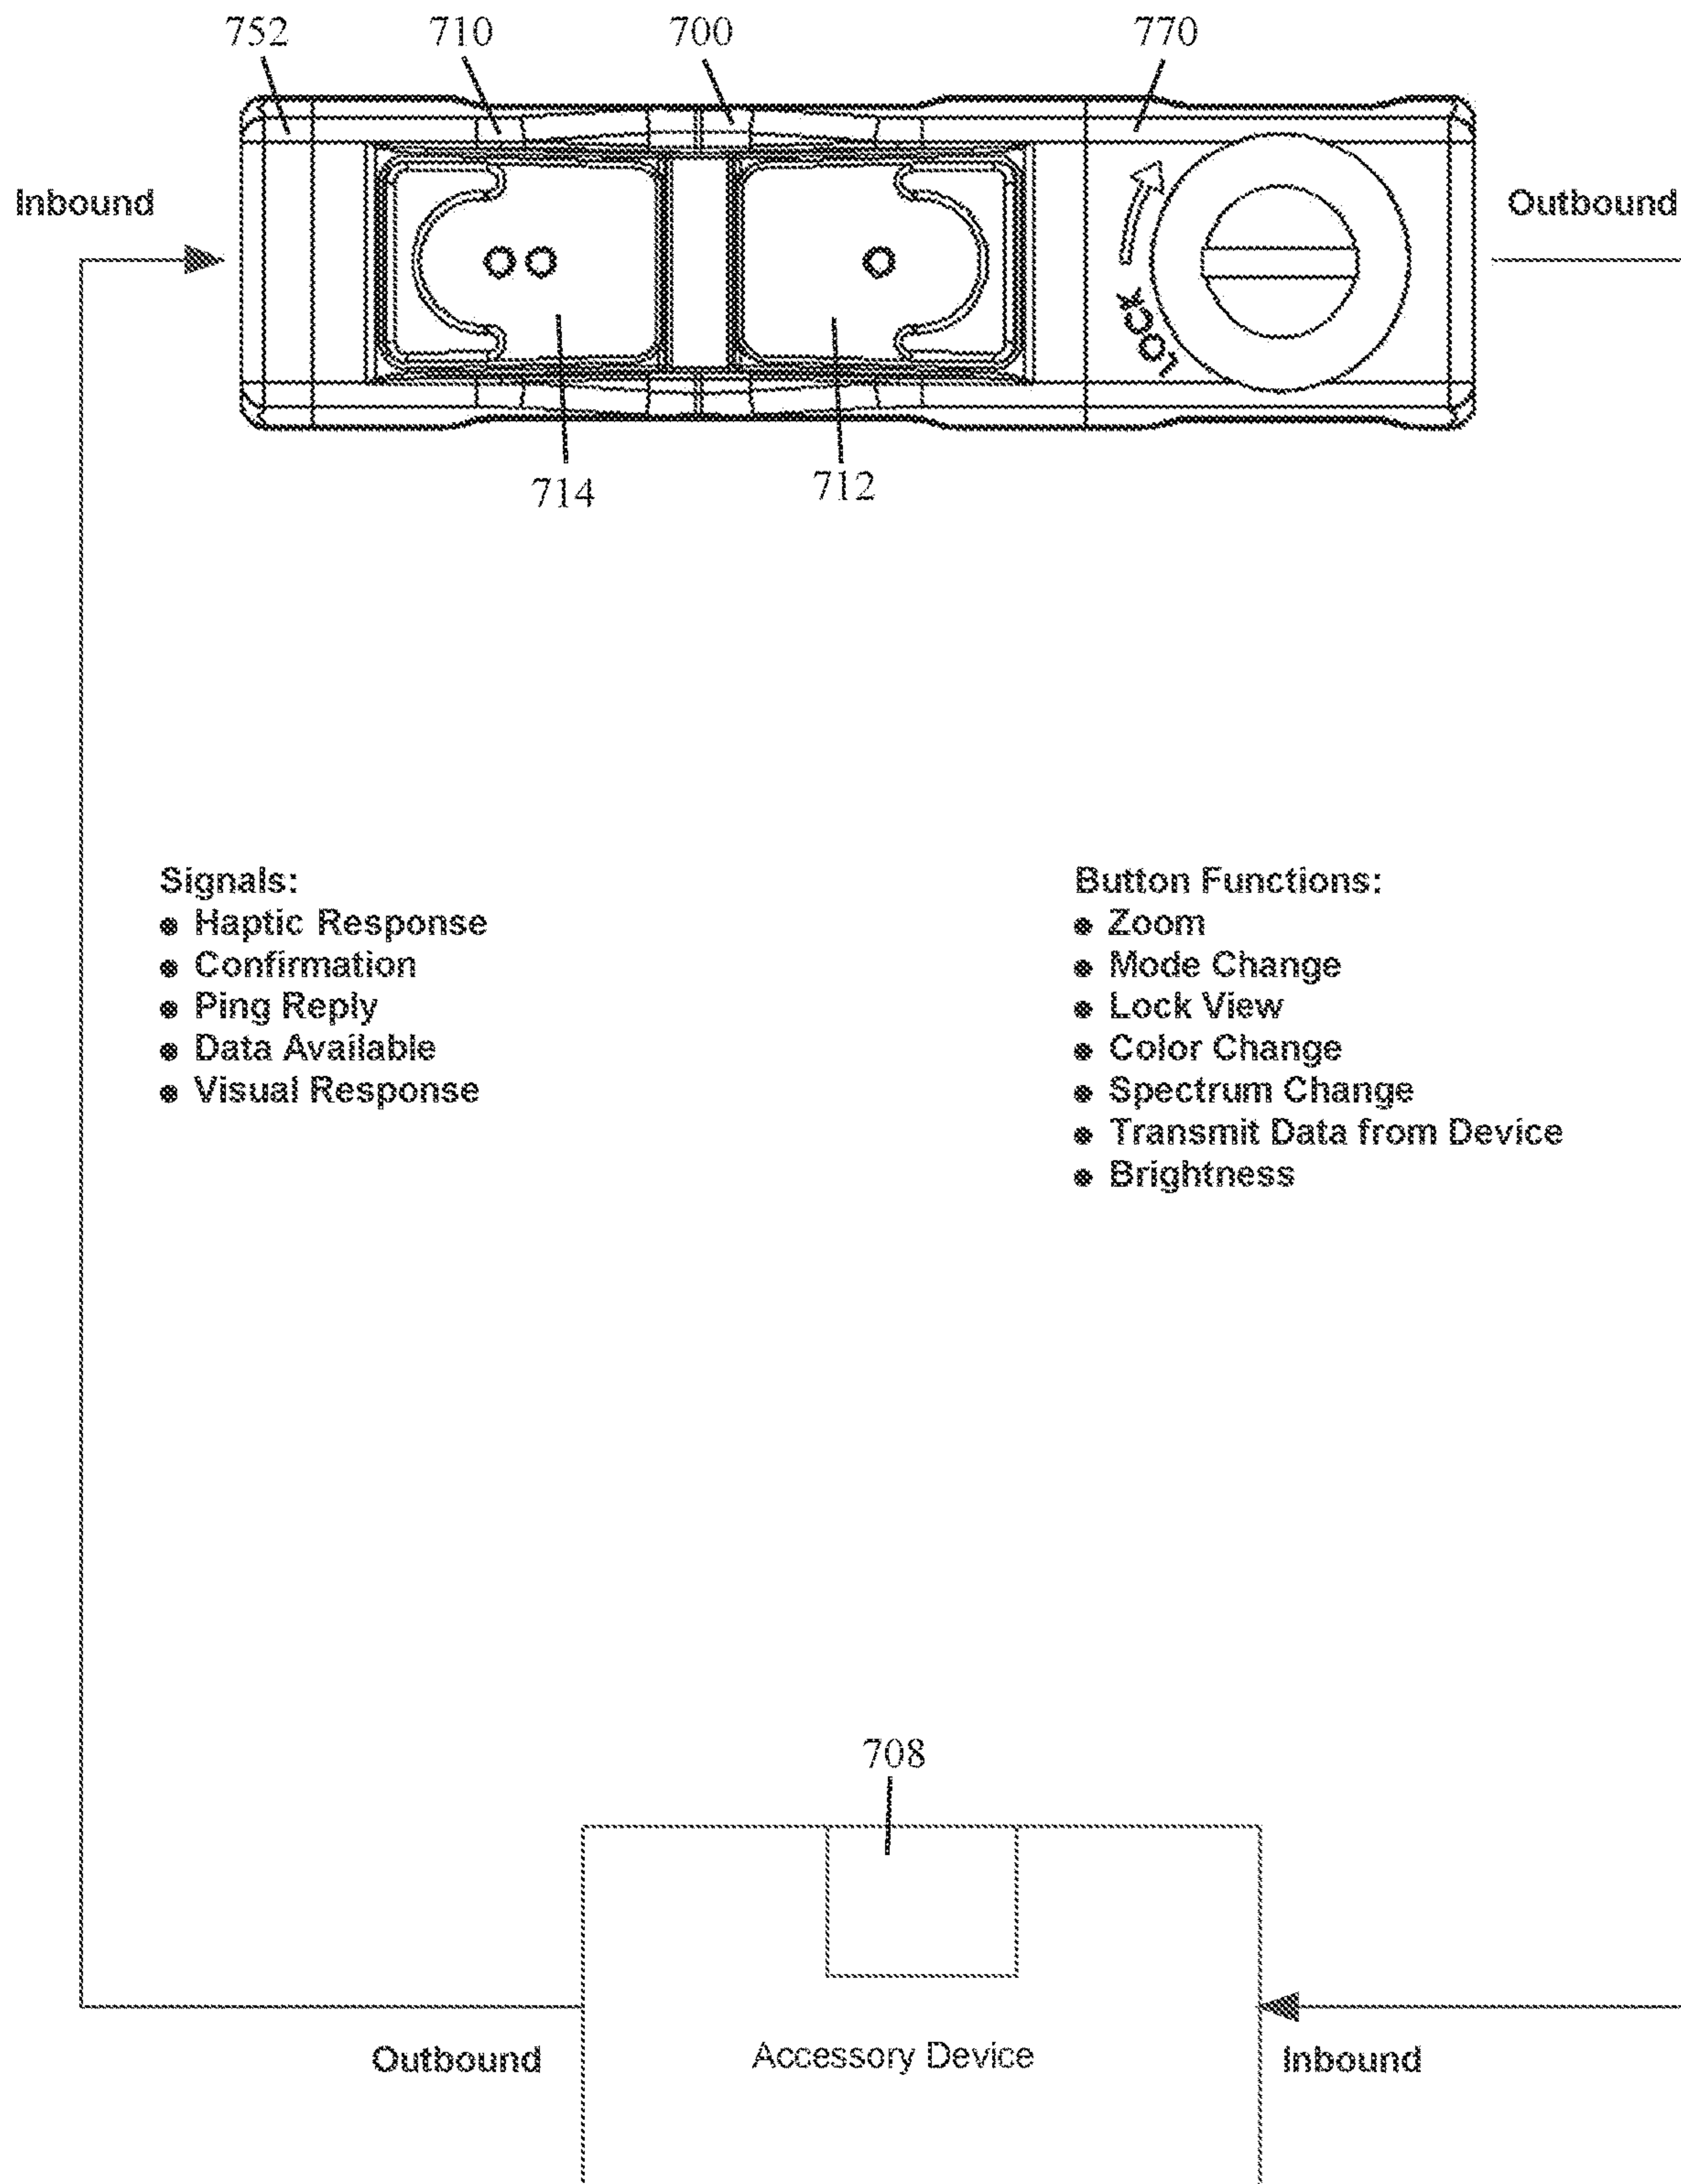 752 710 700 770
Inbound
Outbound
LOCK
714 712
Signals:
● Haptic Response
● Confirmation
● Ping Reply
● Data Available
● Visual Response
Button Functions:
● Zoom
● Mode Change
● Lock View
● Color Change
● Spectrum Change
● Transmit Data from Device
● Brightness
708
Outbound
Accessory Device
Inbound